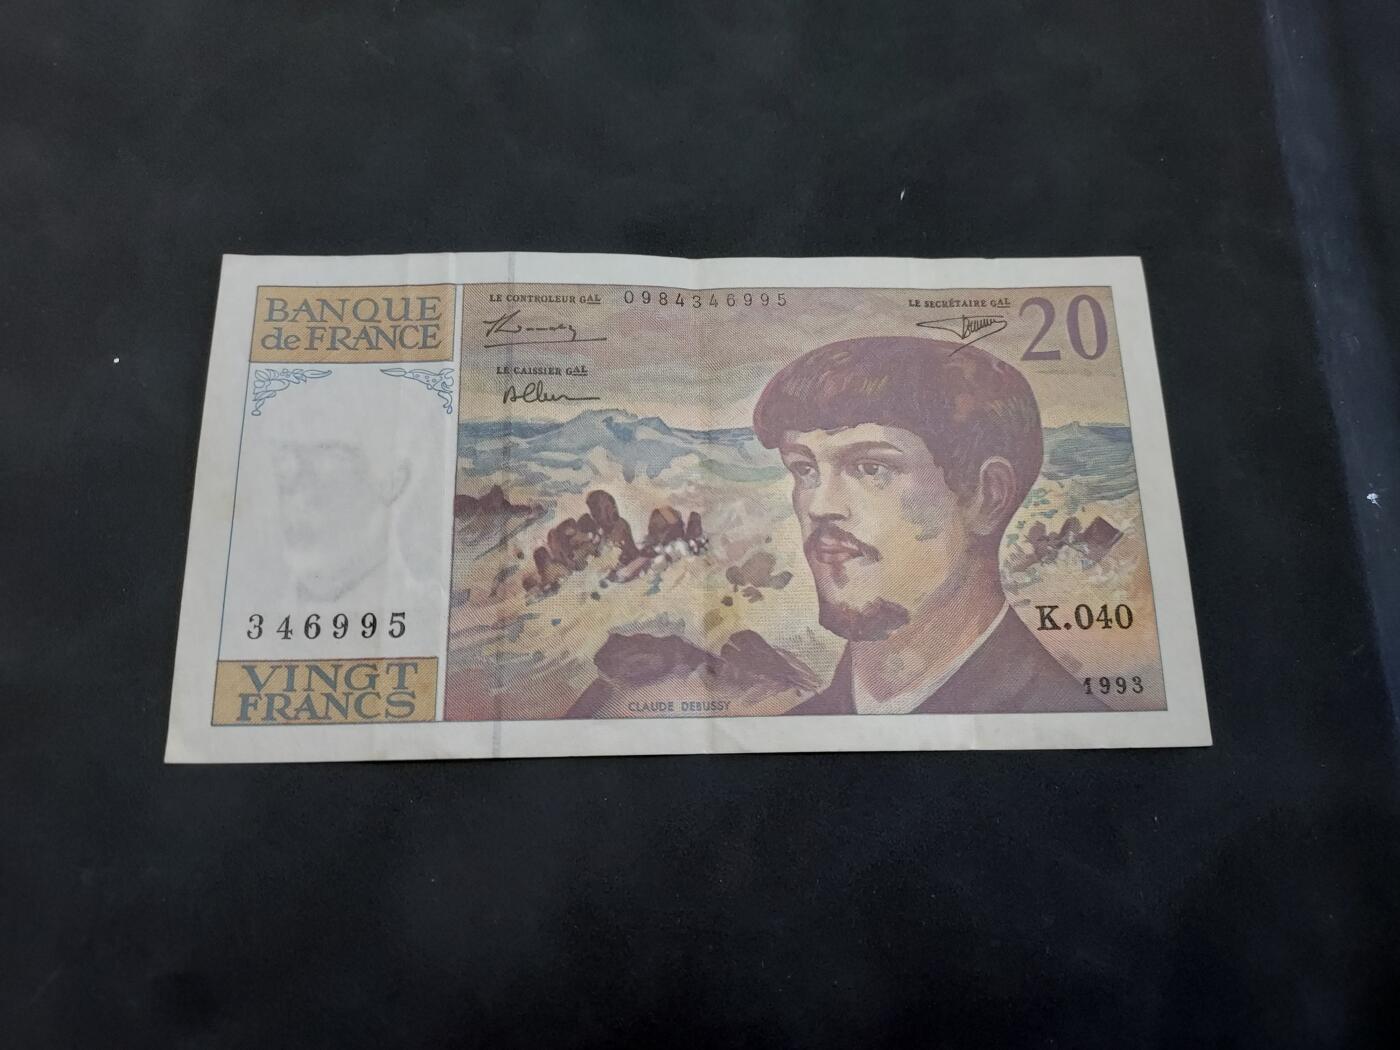 BANQUE
de FRANCE
LE CONTROLEUR GAL
0984346995
LE SECRÉTAIRE GAL
20
LE CAISSIER GAL
346995
K.040
VINGT
FRANCS
1993
CLAUDE DEBUSSY